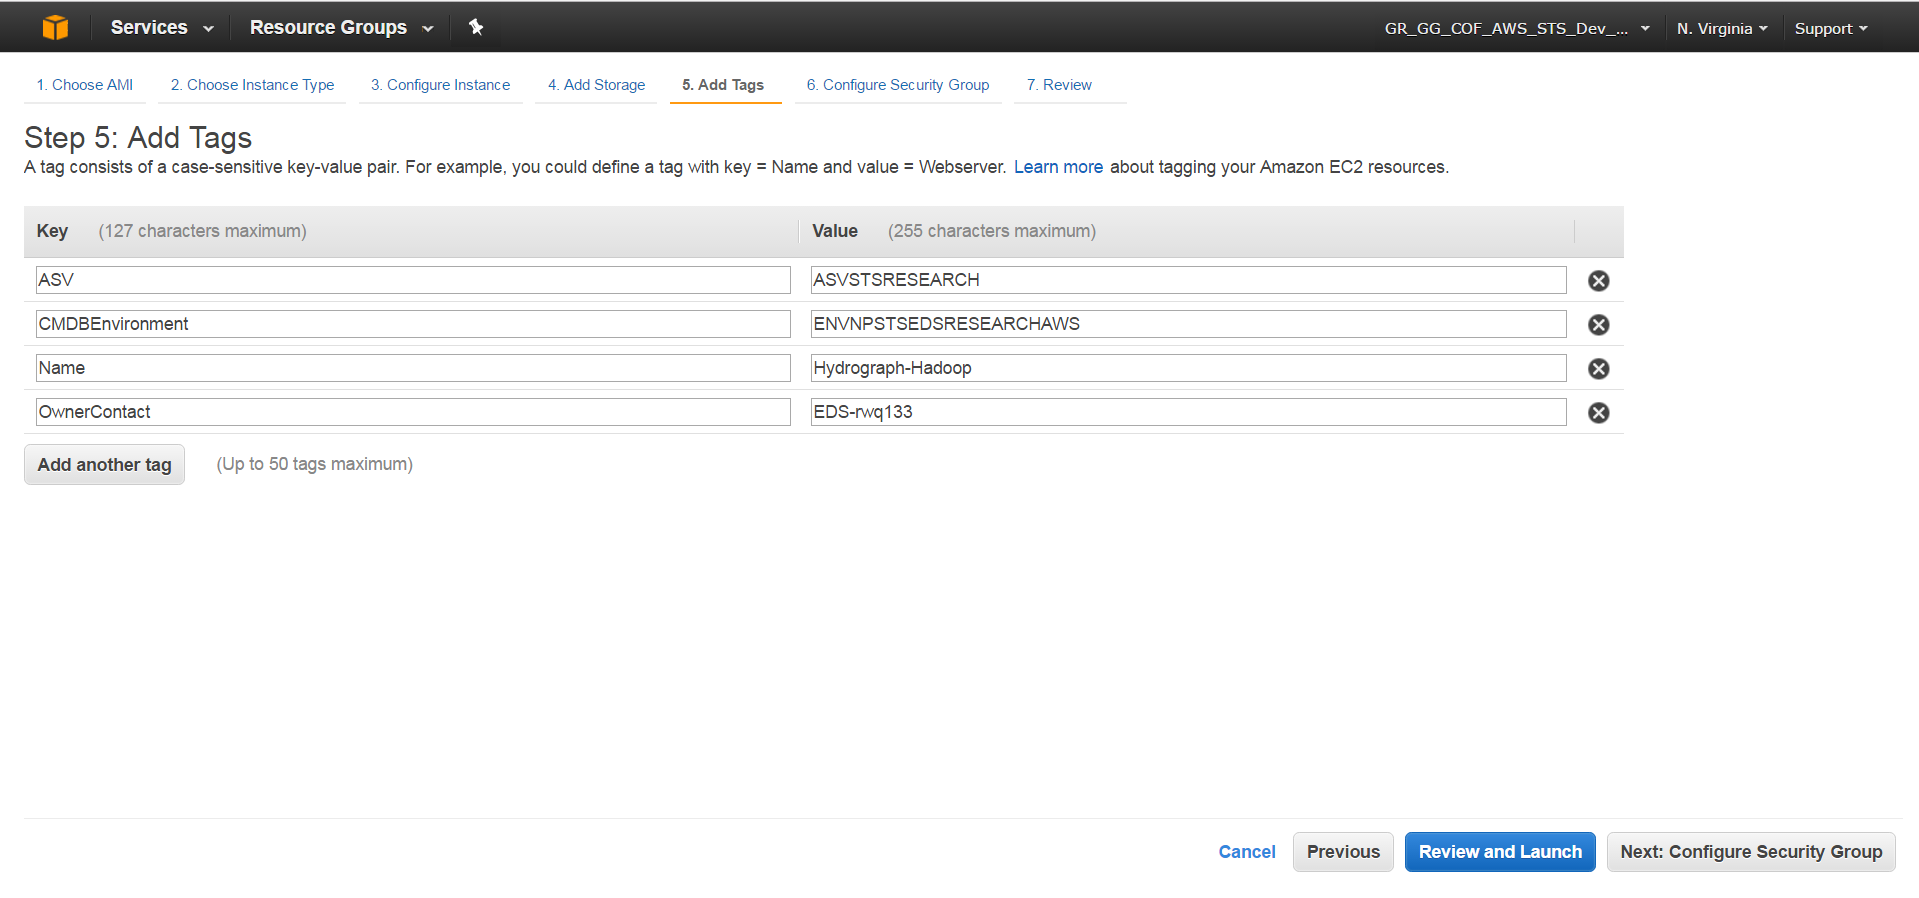 Services Resource Groups GR_GG_COF_AWS_STS_Dev_... N. Virginia Support
1. Choose AMI 2. Choose Instance Type 3. Configure Instance 4. Add Storage 5. Add Tags 6. Configure Security Group 7. Review
Step 5: Add Tags
A tag consists of a case-sensitive key-value pair. For example, you could define a tag with key = Name and value = Webserver. Learn more about tagging your Amazon EC2 resources.
Key (127 characters maximum) Value (255 characters maximum)
ASV ASVSTSRESEARCH
CMDBEnvironment ENVNPSTSEDSRESEARCHAWS
Name Hydrograph-Hadoop
OwnerContact EDS-rwq133
Add another tag (Up to 50 tags maximum)
Cancel Previous Review and Launch Next: Configure Security Group